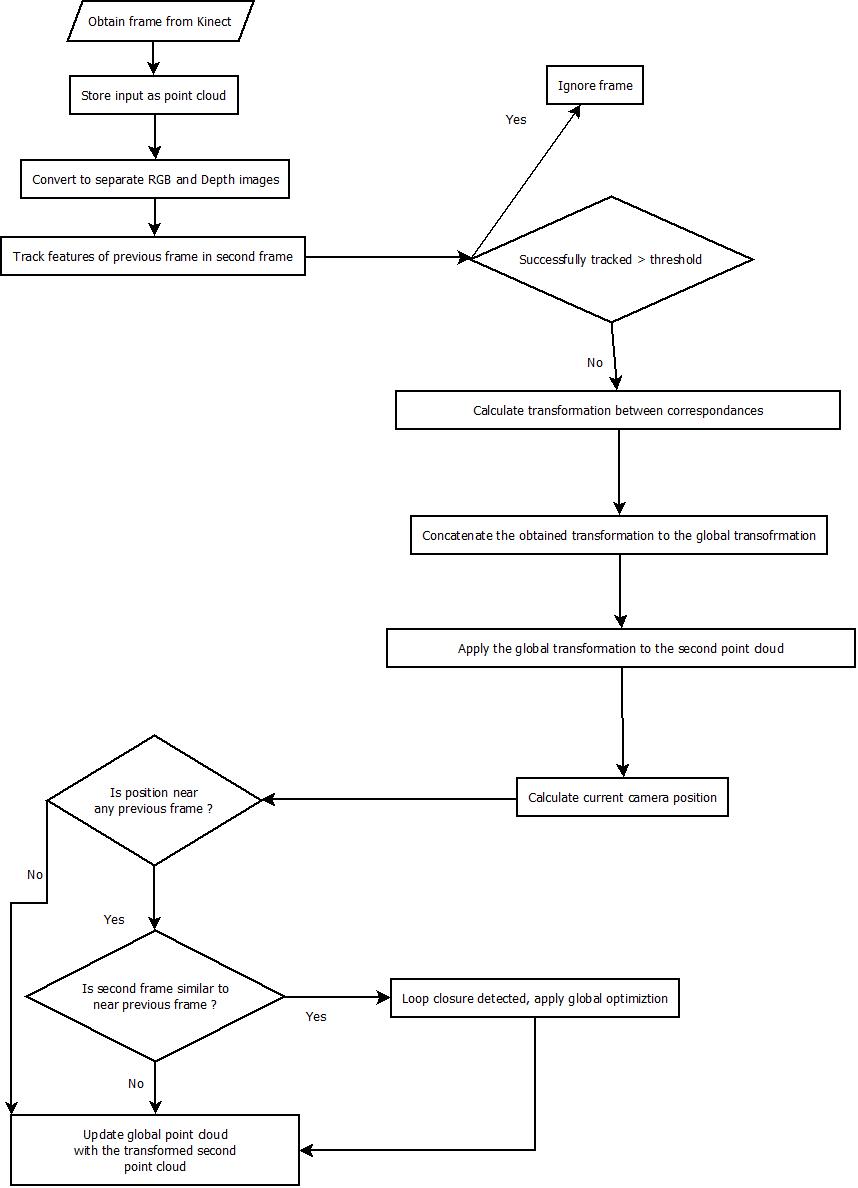 Obtain frame from Kinect
Store input as point cloud
Ignore frame
Yes
Convert to separate RGB and Depth images
Track features of previous frame in second frame
Successfully tracked > threshold
No
Calculate transformation between correspondances
Concatenate the obtained transformation to the global transofrmation
Apply the global transformation to the second point cloud
Calculate current camera position
Is position near
any previous frame ?
No
Yes
Is second frame similar to
near previous frame ?
Yes
Loop closure detected, apply global optimiztion
No
Update global point cloud
with the transformed second
point cloud